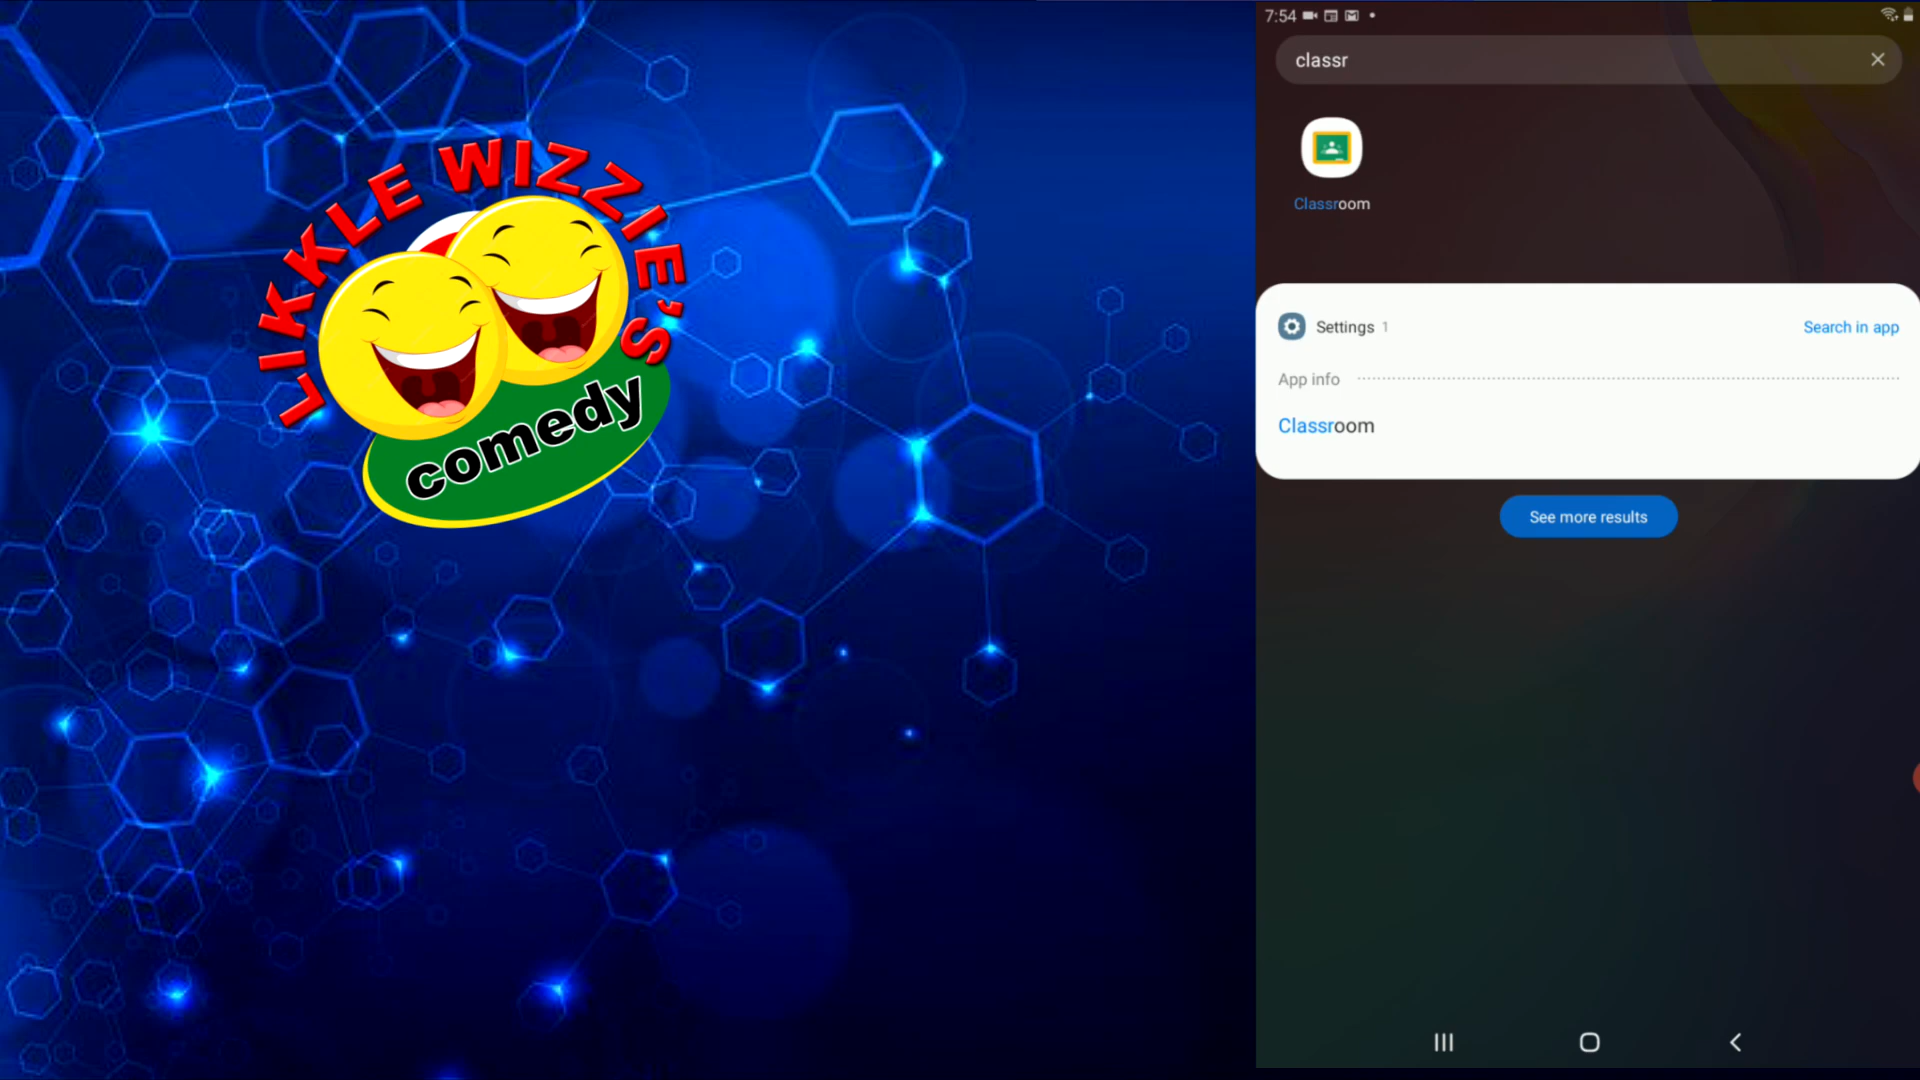 LIKKLE WIZZIE'S
comedy
7:54
classr
Classroom
Settings 1
Search in app
App info
Classroom
See more results